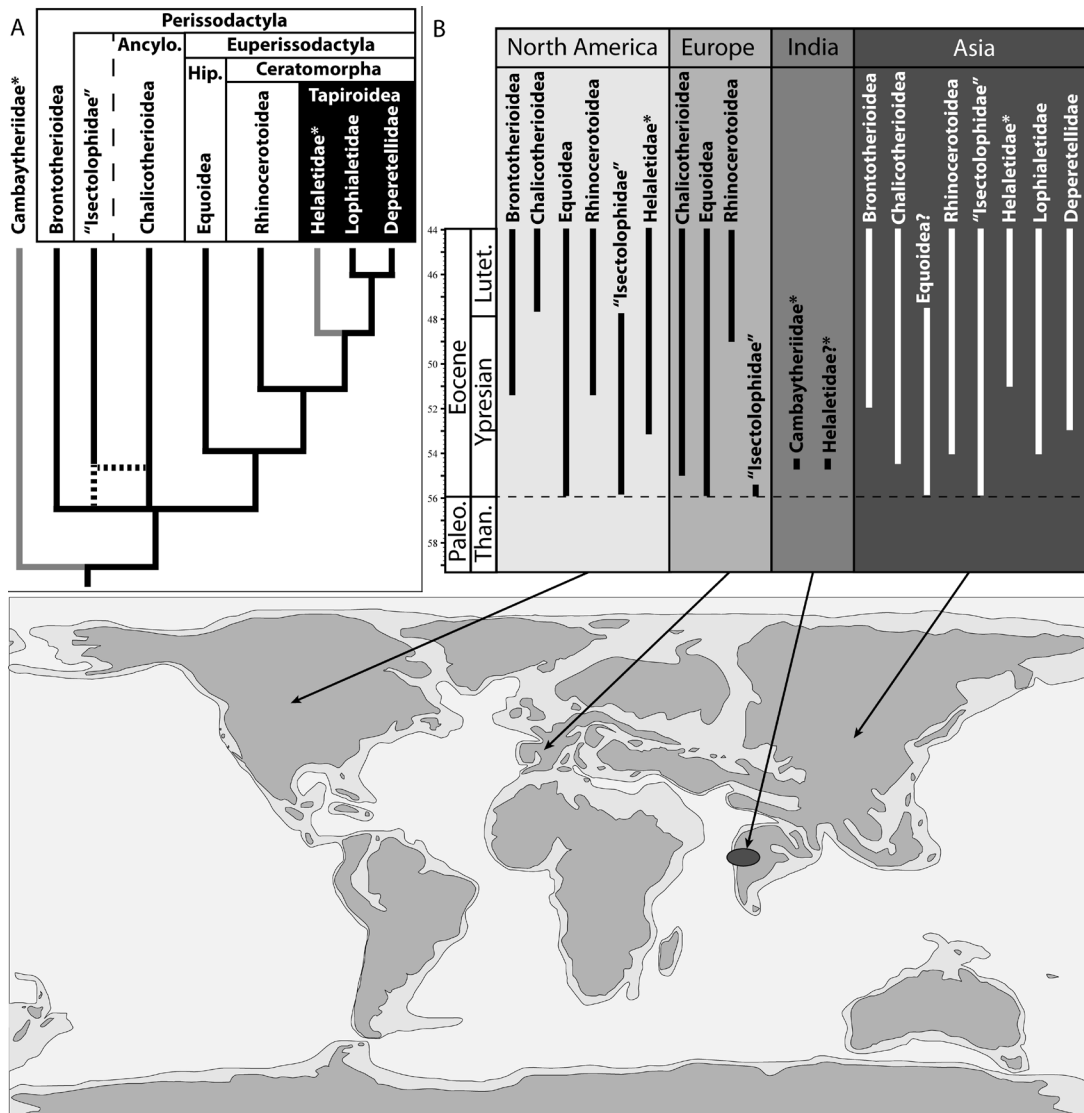 A
Perissodactyla
Ancylo.
Euperissodactyla
Hip.
Ceratomorpha
Tapiroidea
Cambaytheriidae*
Brontotherioidea
“Isectolophidae”
Chalicotherioidea
Equoidea
Rhinocerotoidea
Helaletidae*
Lophialetidae
Deperetellidae
B
North America
Europe
India
Asia
Brontotherioidea
Chalicotherioidea
Equoidea
Rhinocerotoidea
“Isectolophidae”
Helaletidae*
Chalicotherioidea
Equoidea
Rhinocerotoidea
“Isectolophidae”
Cambaytheriidae*
Helaletidae?*
Brontotherioidea
Chalicotherioidea
Equoidea?
Rhinocerotoidea
“Isectolophidae”
Helaletidae*
Lophialetidae
Deperetellidae
44
46
48
50
52
54
56
58
Eocene
Paleo.
Lutet.
Ypresian
Than.